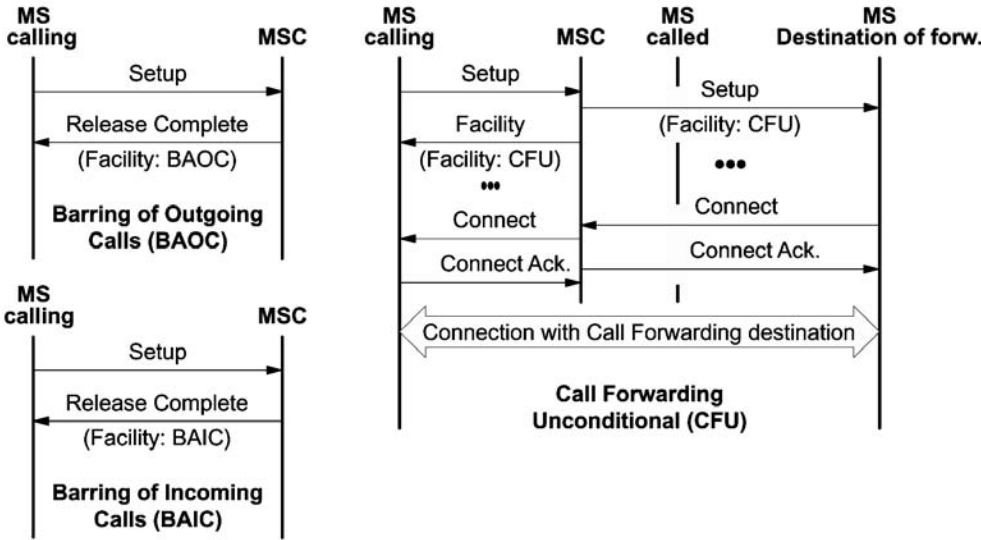 MS
calling
MSC
Setup
Release Complete
(Facility: BAOC)
Barring of Outgoing
Calls (BAOC)
MS
calling
MSC
Setup
Release Complete
(Facility: BAIC)
Barring of Incoming
Calls (BAIC)
MS
calling
MSC
MS
called
MS
Destination of forw.
Setup
Setup
(Facility: CFU)
Facility
(Facility: CFU)
•••
•••
Connect
Connect
Connect Ack.
Connect Ack.
Connection with Call Forwarding destination
Call Forwarding
Unconditional (CFU)